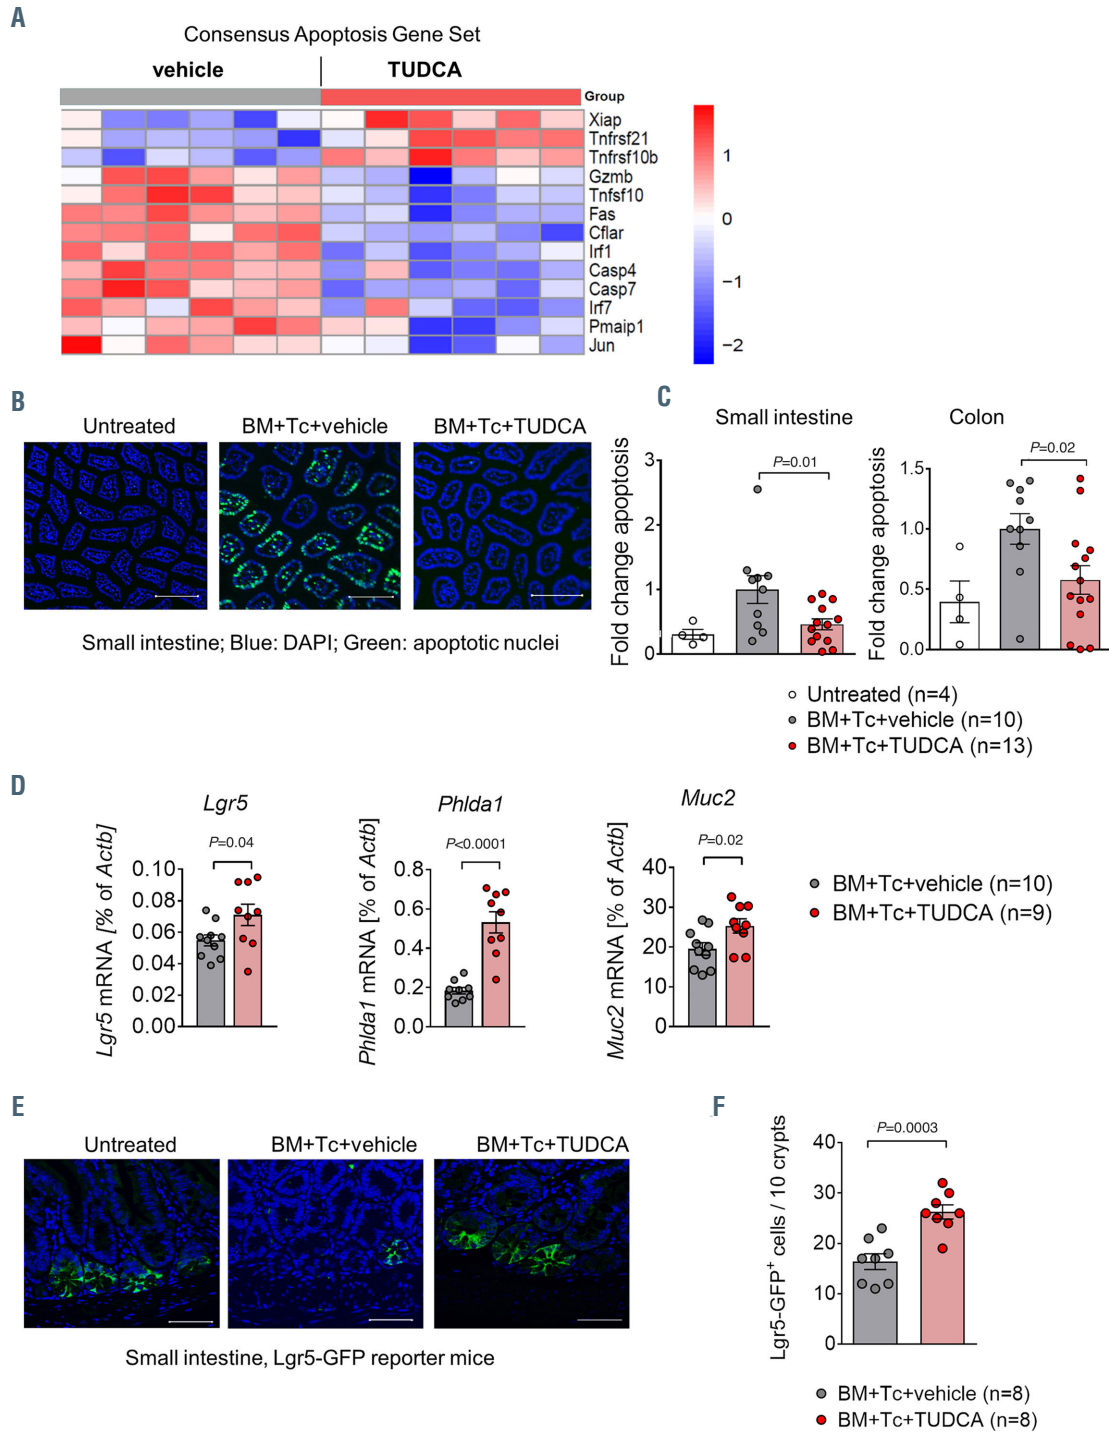 A
Consensus Apoptosis Gene Set
vehicle TUDCA
Group
Xiap
Tnfrsf21
Tnfrsf10b
Gzmb
Tnfsf10
Fas
Cflar
Irf1
Casp4
Casp7
Irf7
Pmaip1
Jun
1
0
−1
−2
B
Untreated BM+Tc+vehicle BM+Tc+TUDCA
Small intestine; Blue: DAPI; Green: apoptotic nuclei
C
Small intestine
Fold change apoptosis
3
2
1
0
P=0.01
Colon
Fold change apoptosis
1.5
1.0
0.5
0.0
P=0.02
Untreated (n=4)
BM+Tc+vehicle (n=10)
BM+Tc+TUDCA (n=13)
D
Lgr5
P=0.04
Lgr5 mRNA [% of Actb]
0.10
0.08
0.06
0.04
0.02
0.00
Phlda1
P<0.0001
Phlda1 mRNA [% of Actb]
0.8
0.6
0.4
0.2
0.0
Muc2
P=0.02
Muc2 mRNA [% of Actb]
40
30
20
10
0
BM+Tc+vehicle (n=10)
BM+Tc+TUDCA (n=9)
E
Untreated BM+Tc+vehicle BM+Tc+TUDCA
Small intestine, Lgr5-GFP reporter mice
F
P=0.0003
Lgr5-GFP+ cells / 10 crypts
40
30
20
10
0
BM+Tc+vehicle (n=8)
BM+Tc+TUDCA (n=8)